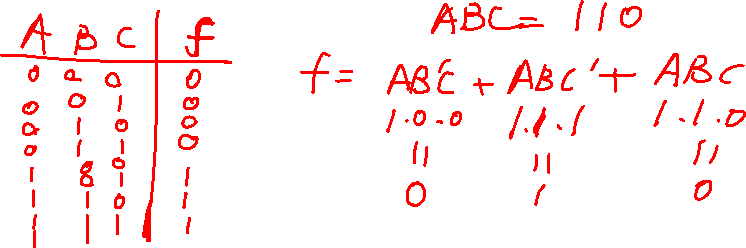 A B C f
0 0 0 0
0 0 1 0
0 1 0 0
0 1 1 0
1 0 0
1 0 1 1
1 1 0 1
1 1 1 1
ABC = 110
f = AB'C + ABC' + ABC
1.0.0 1.1.1 1.1.0
= = =
0 1 0